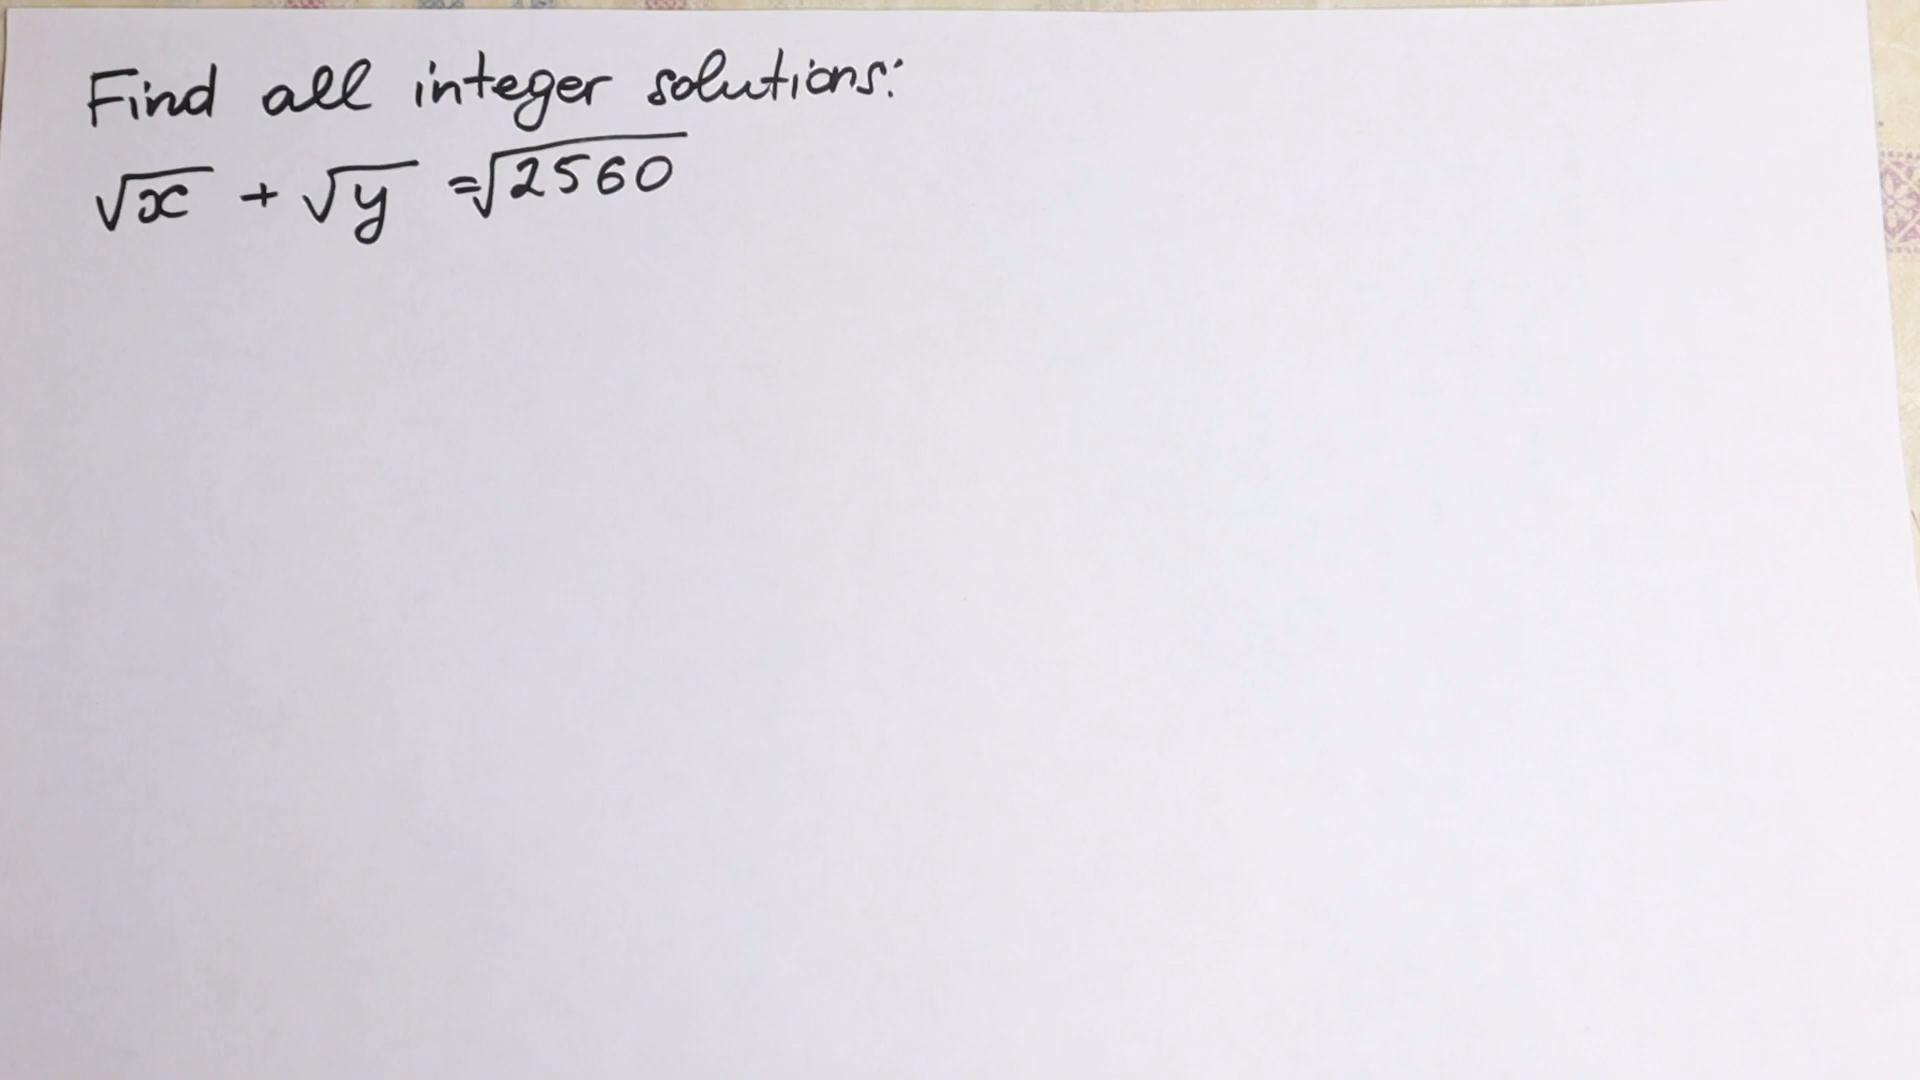 Find all integer solutions:
√x + √y = √2560